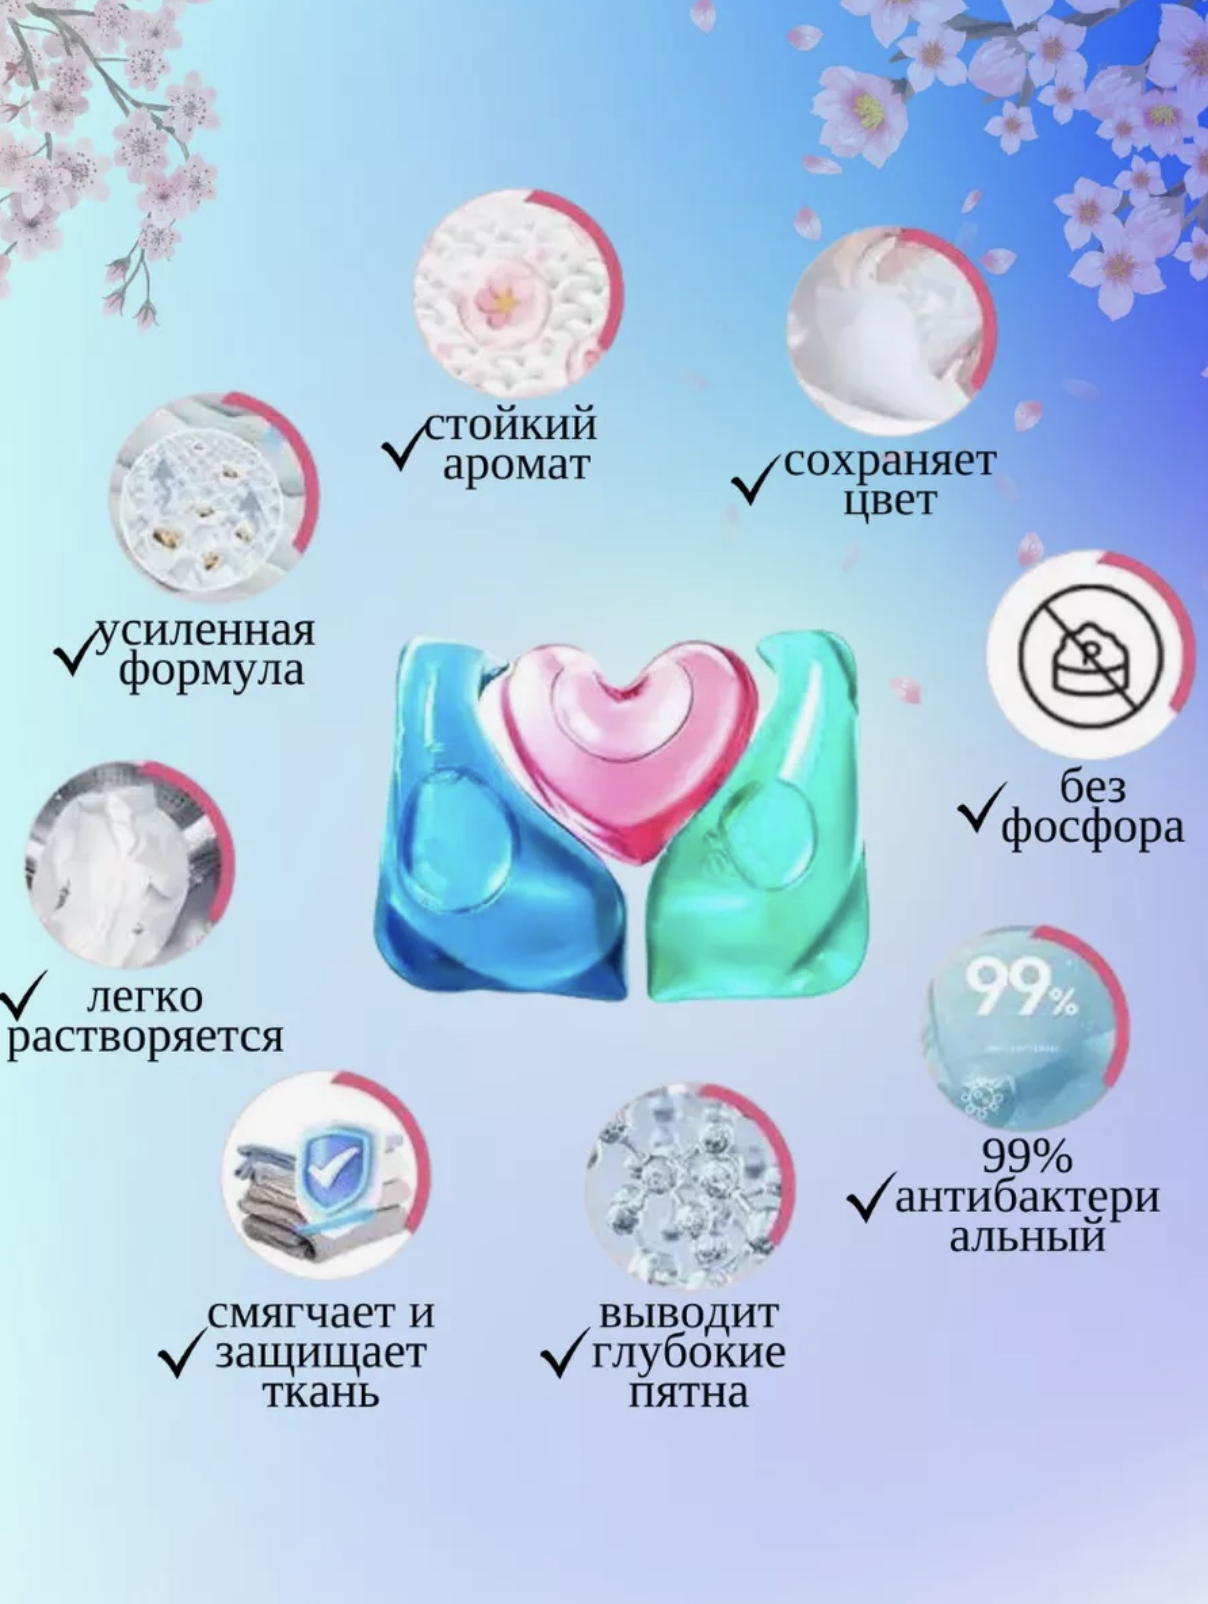 стойкий
аромат
сохраняет
цвет
усиленная
формула
P
без
фосфора
легко
растворяется
99%
99%
антибактери
альный
смягчает и
защищает
ткань
выводит
глубокие
пятна